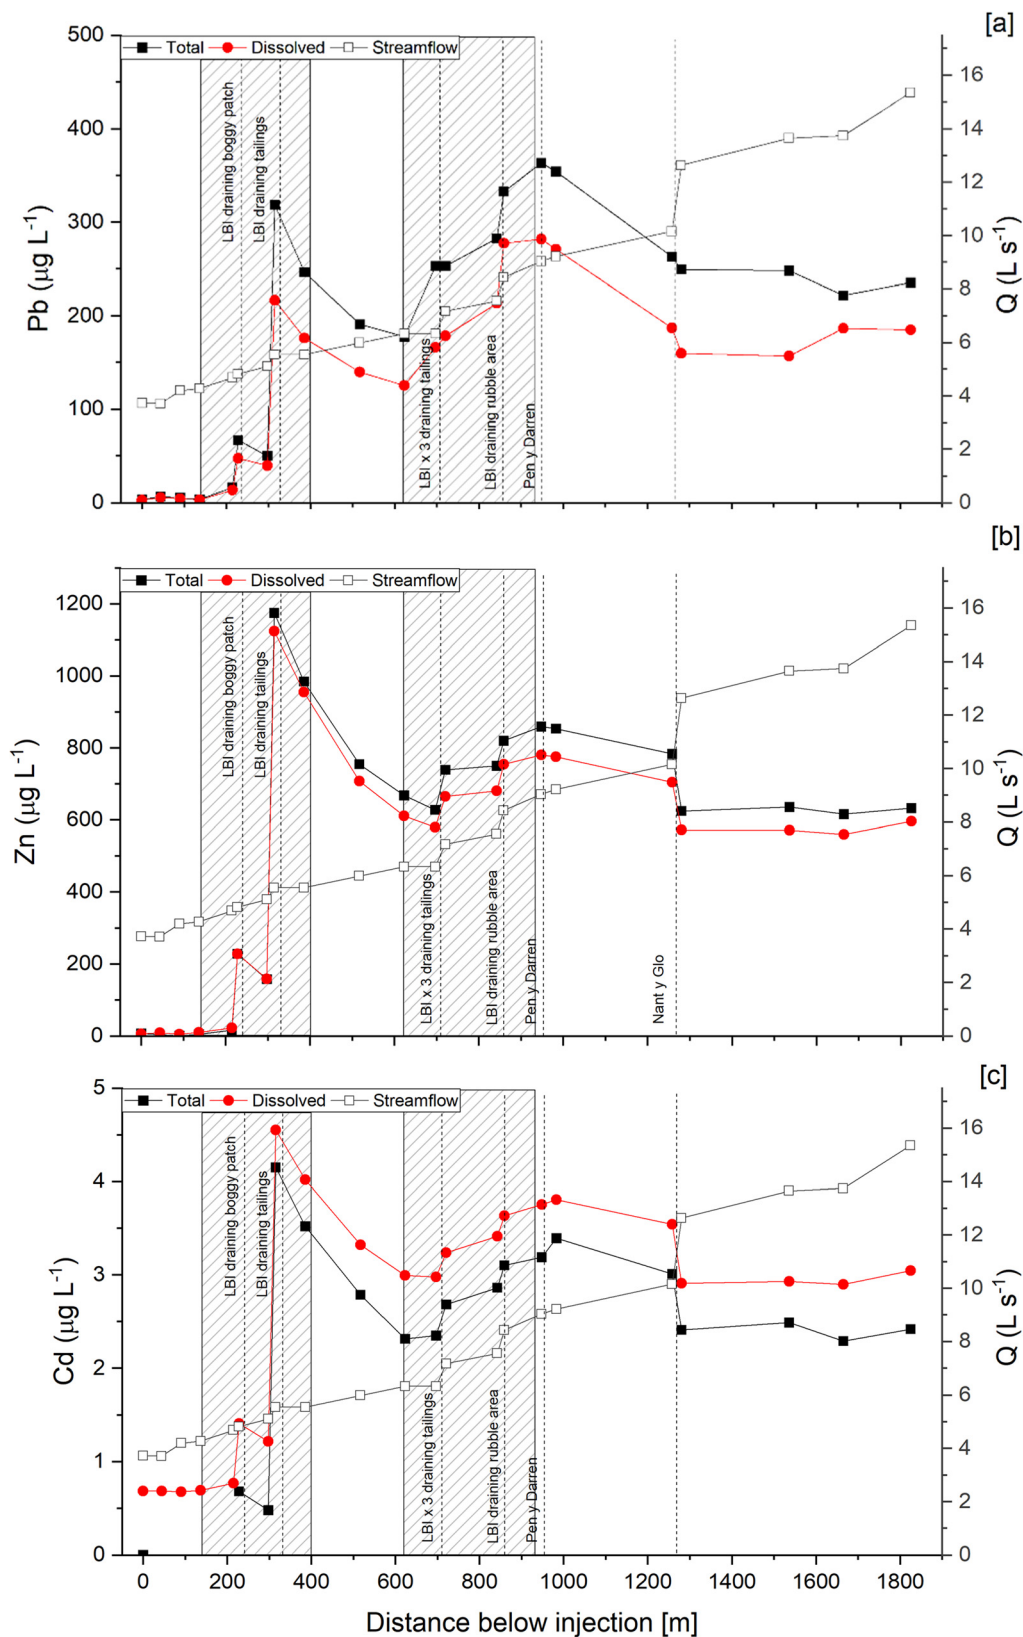 [a]
Total Dissolved Streamflow
500
400
300
200
100
0
Pb (µg L⁻¹)
16
14
12
10
8
6
4
2
0
Q (L s⁻¹)
LBI draining boggy patch
LBI draining tailings
LBI x 3 draining tailings
LBI draining rubble area
Pen y Darren
[b]
Total Dissolved Streamflow
1200
1000
800
600
400
200
0
Zn (µg L⁻¹)
16
14
12
10
8
6
4
2
0
Q (L s⁻¹)
LBI draining boggy patch
LBI draining tailings
LBI x 3 draining tailings
LBI draining rubble area
Pen y Darren
Nant y Glo
[c]
Total Dissolved Streamflow
5
4
3
2
1
0
Cd (µg L⁻¹)
16
14
12
10
8
6
4
2
0
Q (L s⁻¹)
LBI draining boggy patch
LBI draining tailings
LBI x 3 draining tailings
LBI draining rubble area
Pen y Darren
0 200 400 600 800 1000 1200 1400 1600 1800
Distance below injection [m]